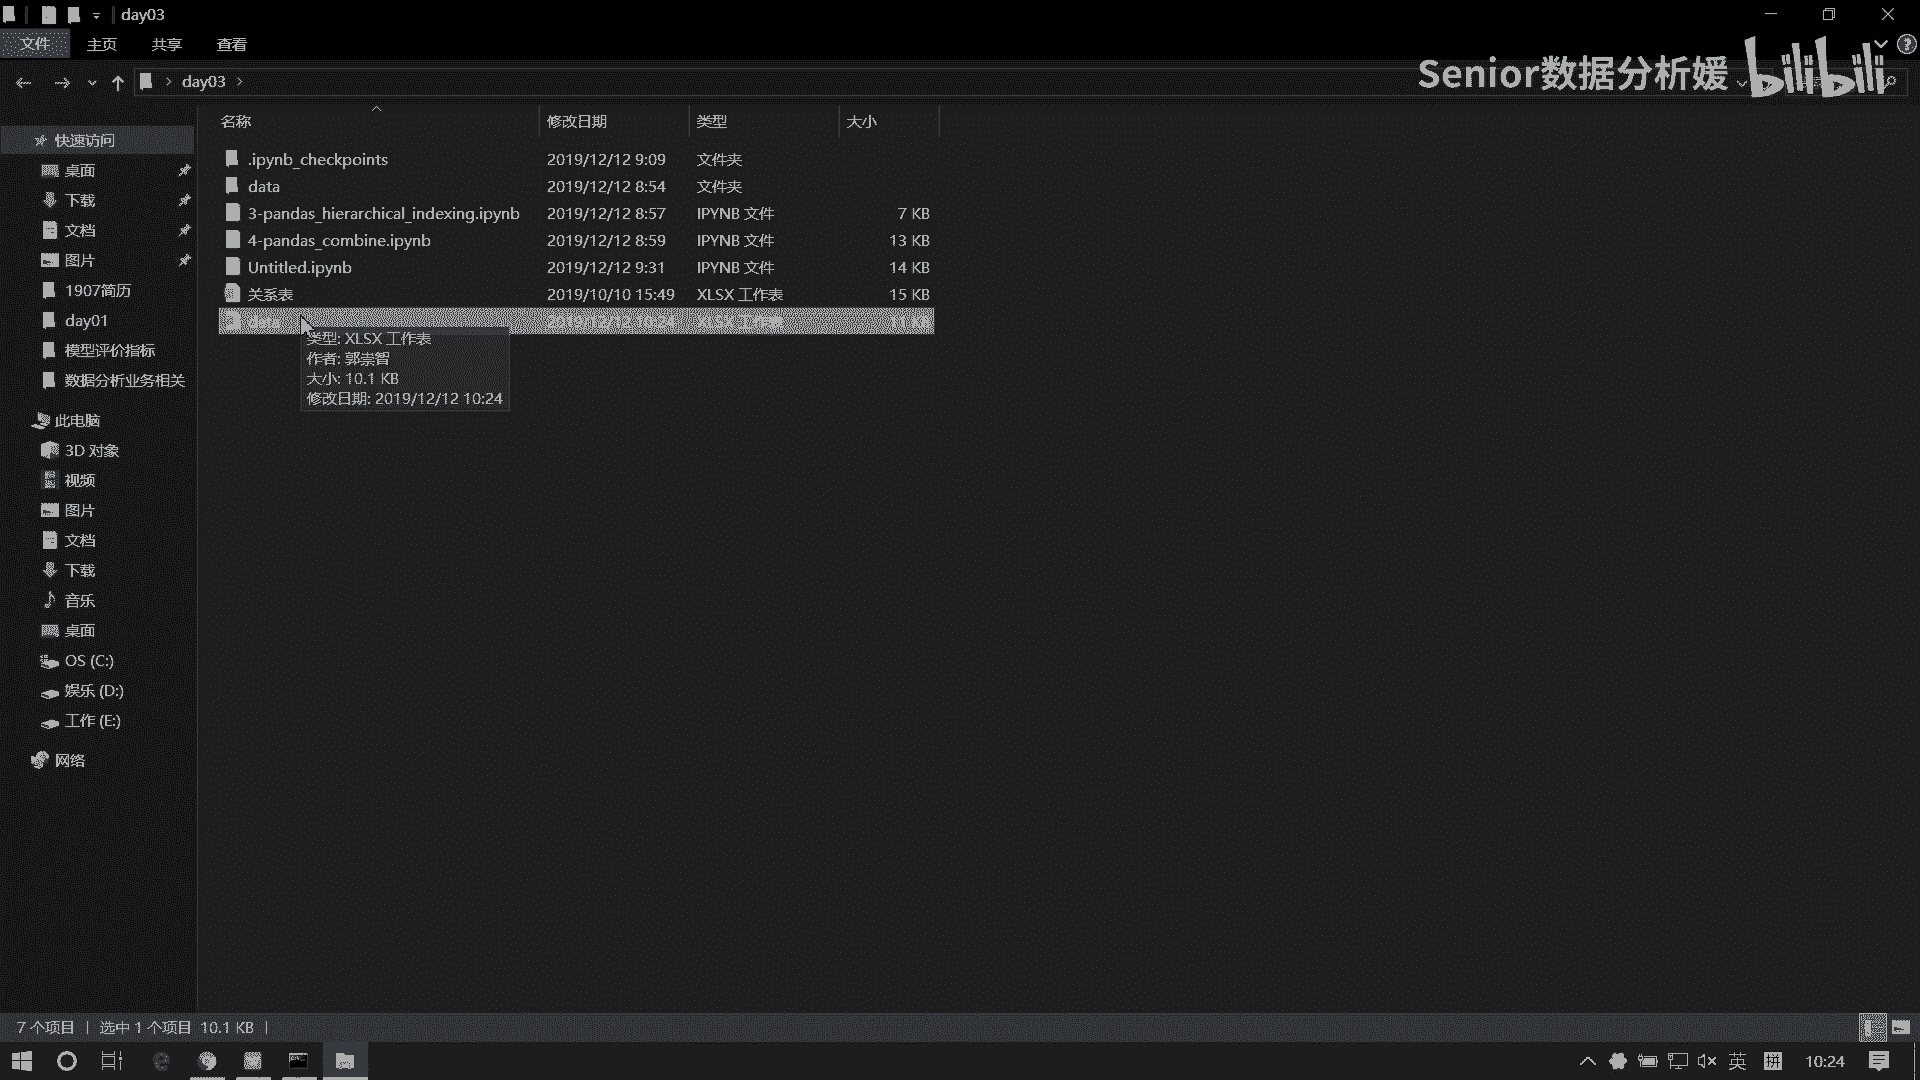 day03
文件 主页 共享 查看
Senior数据分析媛 bilibili
day03
名称 修改日期 类型 大小
.ipynb_checkpoints 2019/12/12 9:09 文件夹
data 2019/12/12 8:54 文件夹
3-pandas_hierarchical_indexing.ipynb 2019/12/12 8:57 IPYNB 文件 7 KB
4-pandas_combine.ipynb 2019/12/12 8:59 IPYNB 文件 13 KB
Untitled.ipynb 2019/12/12 9:31 IPYNB 文件 14 KB
关系表 2019/10/10 15:49 XLSX 工作表 15 KB
data 2019/12/12 10:24 XLSX 工作表 11 KB
类型: XLSX 工作表
作者: 郭崇智
大小: 10.1 KB
修改日期: 2019/12/12 10:24
快速访问
桌面
下载
文档
图片
1907简历
day01
模型评价指标
数据分析业务相关
此电脑
3D 对象
视频
图片
文档
下载
音乐
桌面
OS (C:)
娱乐 (D:)
工作 (E:)
网络
7 个项目 选中 1 个项目 10.1 KB
英 拼 10:24